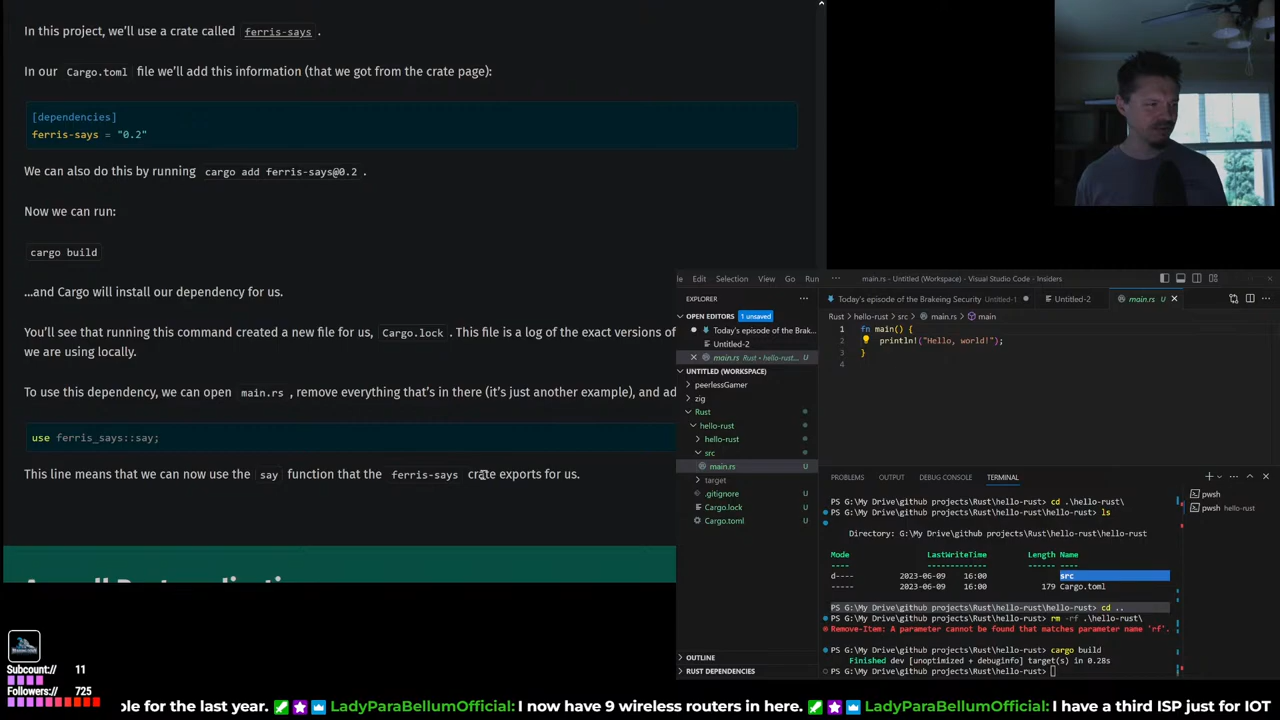 In this project, we'll use a crate called ferris-says .
In our Cargo.toml file we'll add this information (that we got from the crate page):
[dependencies]
ferris-says = "0.2"
We can also do this by running cargo add ferris-says@0.2 .
Now we can run:
cargo build
...and Cargo will install our dependency for us.
You'll see that running this command created a new file for us, Cargo.lock . This file is a log of the exact versions of
we are using locally.
To use this dependency, we can open main.rs , remove everything that's in there (it's just another example), and ad
use ferris_says::say;
This line means that we can now use the say function that the ferris-says crate exports for us.
Edit Selection View Go Run ... main.rs - Untitled (Workspace) - Visual Studio Code - Insiders
EXPLORER ...
OPEN EDITORS 1 unsaved
Today's episode of the Brak...
Untitled-2
main.rs Rust • hello-rust...
UNTITLED (WORKSPACE)
peerlessGamer
zig
Rust
hello-rust
hello-rust
src
main.rs U
target
.gitignore U
Cargo.lock U
Cargo.toml U
OUTLINE
RUST DEPENDENCIES
Today's episode of the Brakeing Security Untitled-1 Untitled-2 main.rs U
Rust > hello-rust > src > main.rs > main
1 fn main() {
2 println!("Hello, world!");
3 }
4
PROBLEMS OUTPUT DEBUG CONSOLE TERMINAL
PS G:\My Drive\github projects\Rust\hello-rust> cd .\hello-rust\
PS G:\My Drive\github projects\Rust\hello-rust\hello-rust> ls
Directory: G:\My Drive\github projects\Rust\hello-rust\hello-rust
Mode LastWriteTime Length Name
---- ------------- ------ ----
d---- 2023-06-09 16:00 src
----- 2023-06-09 16:00 179 Cargo.toml
PS G:\My Drive\github projects\Rust\hello-rust\hello-rust> cd ..
PS G:\My Drive\github projects\Rust\hello-rust> rm -rf .\hello-rust\
Remove-Item: A parameter cannot be found that matches parameter name 'rf'.
PS G:\My Drive\github projects\Rust\hello-rust> cargo build
Finished dev [unoptimized + debuginfo] target(s) in 0.28s
PS G:\My Drive\github projects\Rust\hello-rust>
pwsh
pwsh hello-rust
Subcount:// 11
Followers:// 725
ple for the last year. LadyParaBellumOfficial: I now have 9 wireless routers in here. LadyParaBellumOfficial: I have a third ISP just for IOT